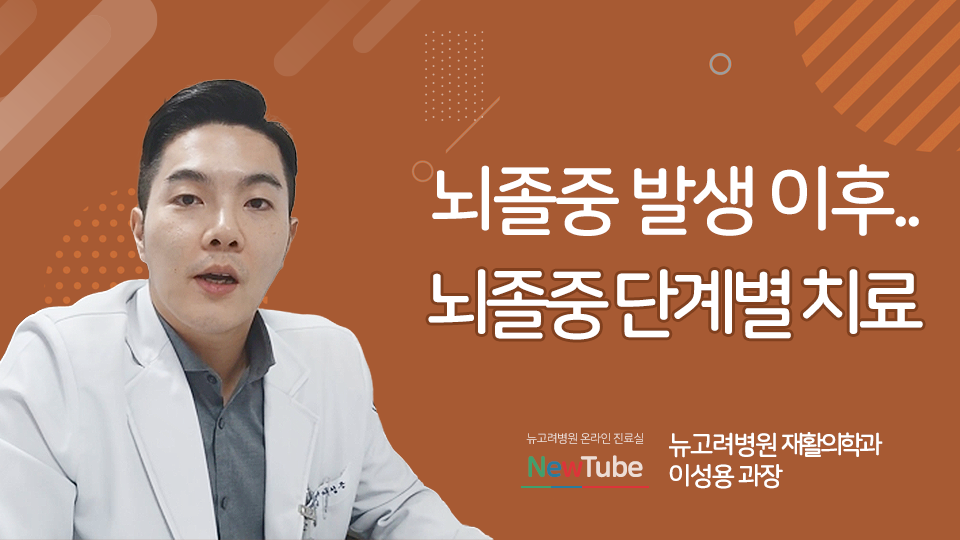 뇌졸중 발생 이후..
뇌졸중 단계별 치료
뉴고려병원 온라인 진료실
NewTube
뉴고려병원 재활의학과
이성용 과장